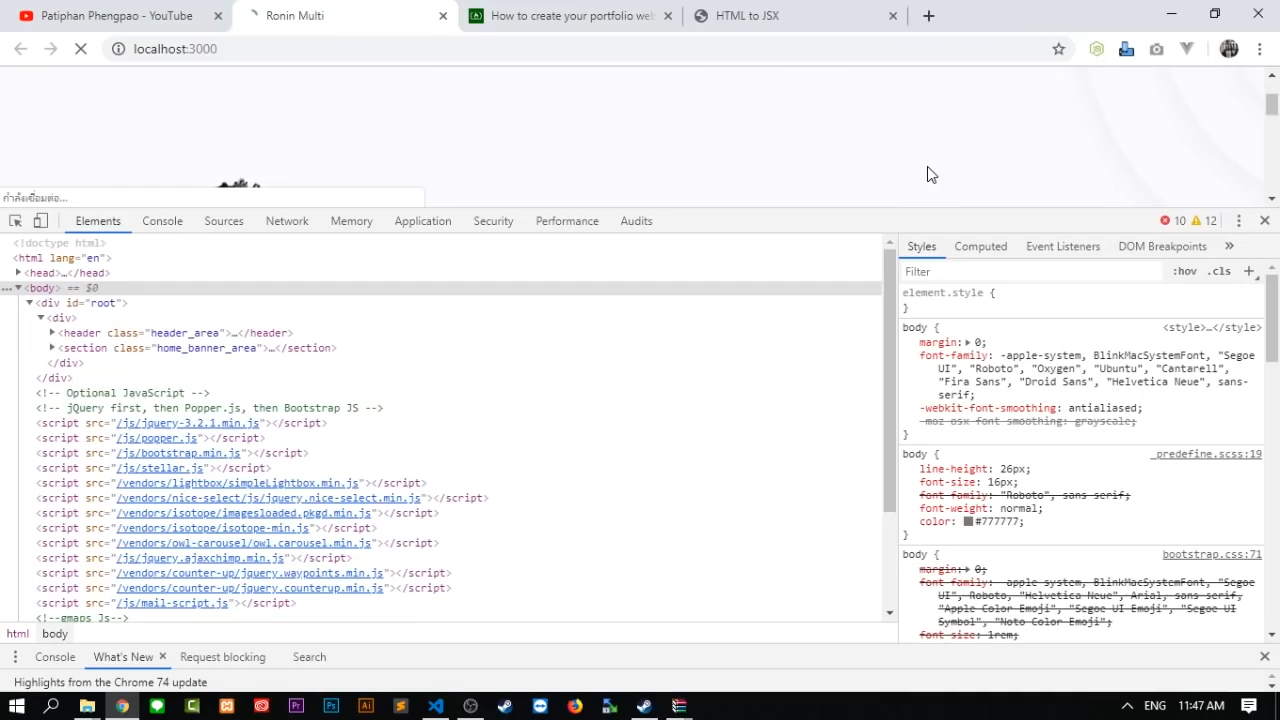 Patiphan Phengpao - YouTube
Ronin Multi
How to create your portfolio web
HTML to JSX
localhost:3000
กำลังเชื่อมต่อ...
Elements Console Sources Network Memory Application Security Performance Audits
10 12
<!doctype html>
<html lang="en">
<head>…</head>
<body> == $0
<div id="root">
<div>
<header class="header_area">…</header>
<section class="home_banner_area">…</section>
</div>
</div>
<!-- Optional JavaScript -->
<!-- jQuery first, then Popper.js, then Bootstrap JS -->
<script src="/js/jquery-3.2.1.min.js"></script>
<script src="/js/popper.js"></script>
<script src="/js/bootstrap.min.js"></script>
<script src="/js/stellar.js"></script>
<script src="/vendors/lightbox/simpleLightbox.min.js"></script>
<script src="/vendors/nice-select/js/jquery.nice-select.min.js"></script>
<script src="/vendors/isotope/imagesloaded.pkgd.min.js"></script>
<script src="/vendors/isotope/isotope-min.js"></script>
<script src="/vendors/owl-carousel/owl.carousel.min.js"></script>
<script src="/js/jquery.ajaxchimp.min.js"></script>
<script src="/vendors/counter-up/jquery.waypoints.min.js"></script>
<script src="/vendors/counter-up/jquery.counterup.min.js"></script>
<script src="/js/mail-script.js"></script>
<!--gmaps Js-->
html body
Styles Computed Event Listeners DOM Breakpoints »
Filter :hov .cls +
element.style {
}
body { <style>…</style>
margin: 0;
font-family: -apple-system, BlinkMacSystemFont, "Segoe
UI", "Roboto", "Oxygen", "Ubuntu", "Cantarell",
"Fira Sans", "Droid Sans", "Helvetica Neue", sans-
serif;
-webkit-font-smoothing: antialiased;
-moz-osx-font-smoothing: grayscale;
}
body { _predefine.scss:19
line-height: 26px;
font-size: 16px;
font-family: "Roboto", sans-serif;
font-weight: normal;
color: #777777;
}
body { bootstrap.css:71
margin: 0;
font-family: -apple-system, BlinkMacSystemFont, "Segoe
UI", Roboto, "Helvetica Neue", Arial, sans-serif,
"Apple Color Emoji", "Segoe UI Emoji", "Segoe UI
Symbol", "Noto Color Emoji";
font-size: 1rem;
Console What's New Request blocking Search
Highlights from the Chrome 74 update
ENG 11:47 AM